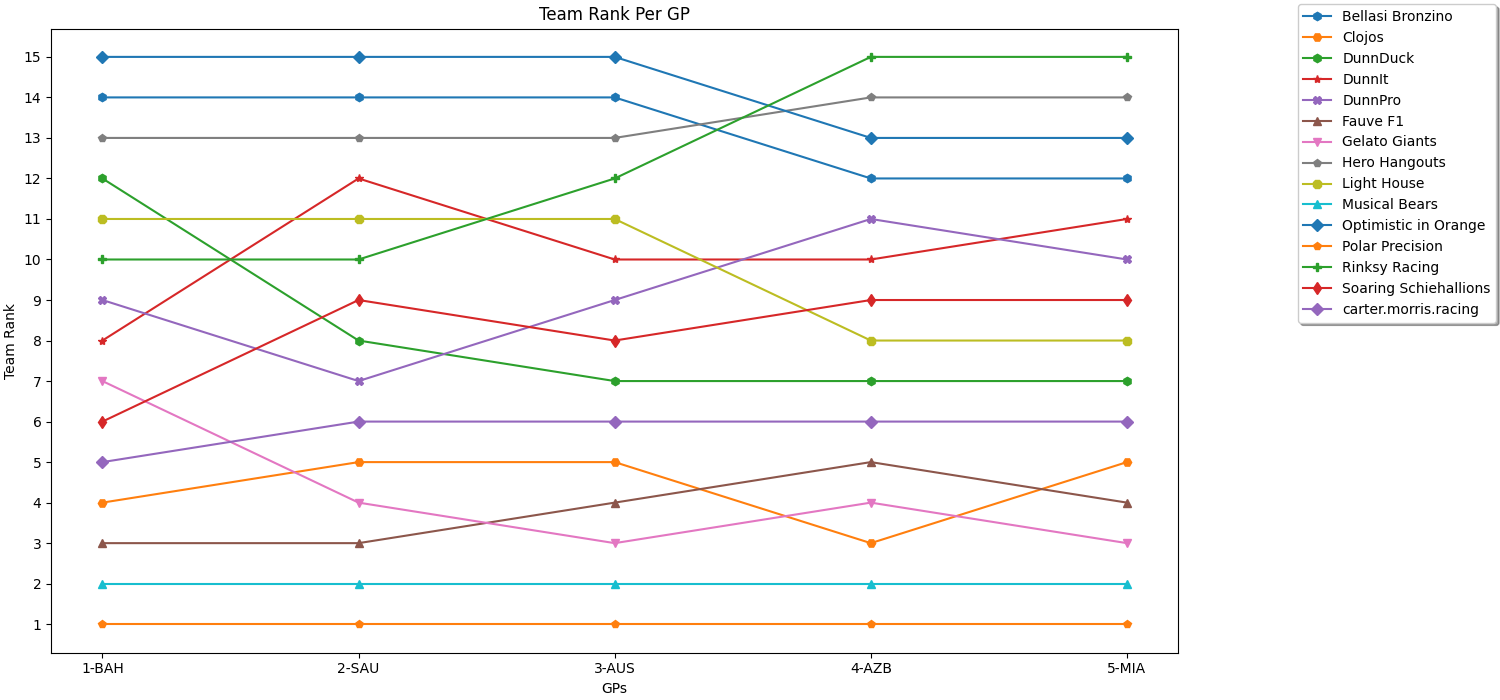 Team Rank Per GP
Team Rank
15
14
13
12
11
10
9
8
7
6
5
4
3
2
1
1-BAH
2-SAU
3-AUS
4-AZB
5-MIA
GPs
Bellasi Bronzino
Clojos
DunnDuck
DunnIt
DunnPro
Fauve F1
Gelato Giants
Hero Hangouts
Light House
Musical Bears
Optimistic in Orange
Polar Precision
Rinksy Racing
Soaring Schiehallions
carter.morris.racing